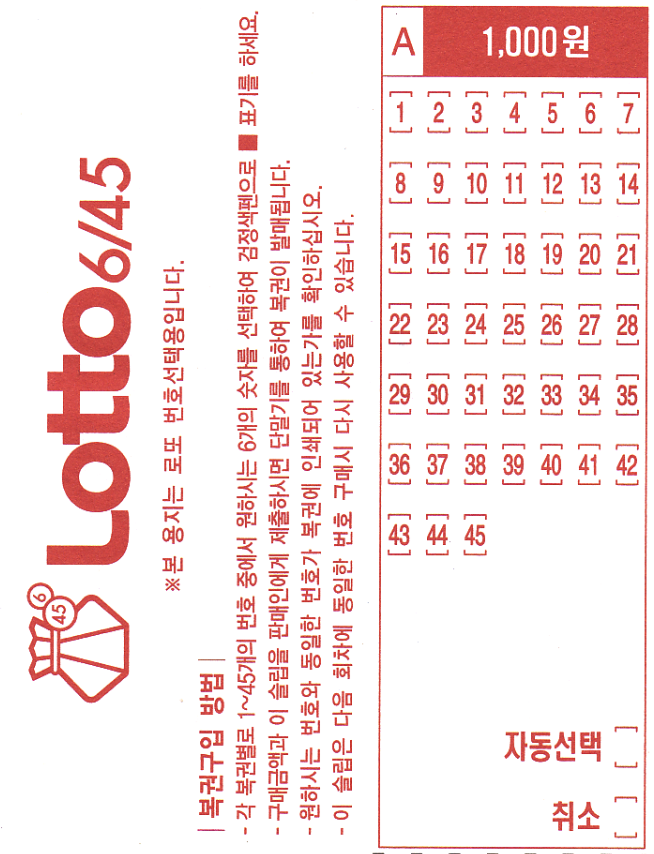 6
45
Lotto 6/45
※본 용지는 로또 번호선택용입니다.
복권구입 방법
- 각 복권별로 1~45개의 번호 중에서 원하시는 6개의 숫자를 선택하여 검정색펜으로 ■ 표기를 하세요.
- 구매금액과 이 슬립을 판매인에게 제출하시면 단말기를 통하여 복권이 발매됩니다.
- 원하시는 번호와 동일한 번호가 복권에 인쇄되어 있는가를 확인하십시오.
- 이 슬립은 다음 회차에 동일한 번호 구매시 다시 사용할 수 있습니다.
A 1,000원
1 2 3 4 5 6 7
8 9 10 11 12 13 14
15 16 17 18 19 20 21
22 23 24 25 26 27 28
29 30 31 32 33 34 35
36 37 38 39 40 41 42
43 44 45
자동선택
취소